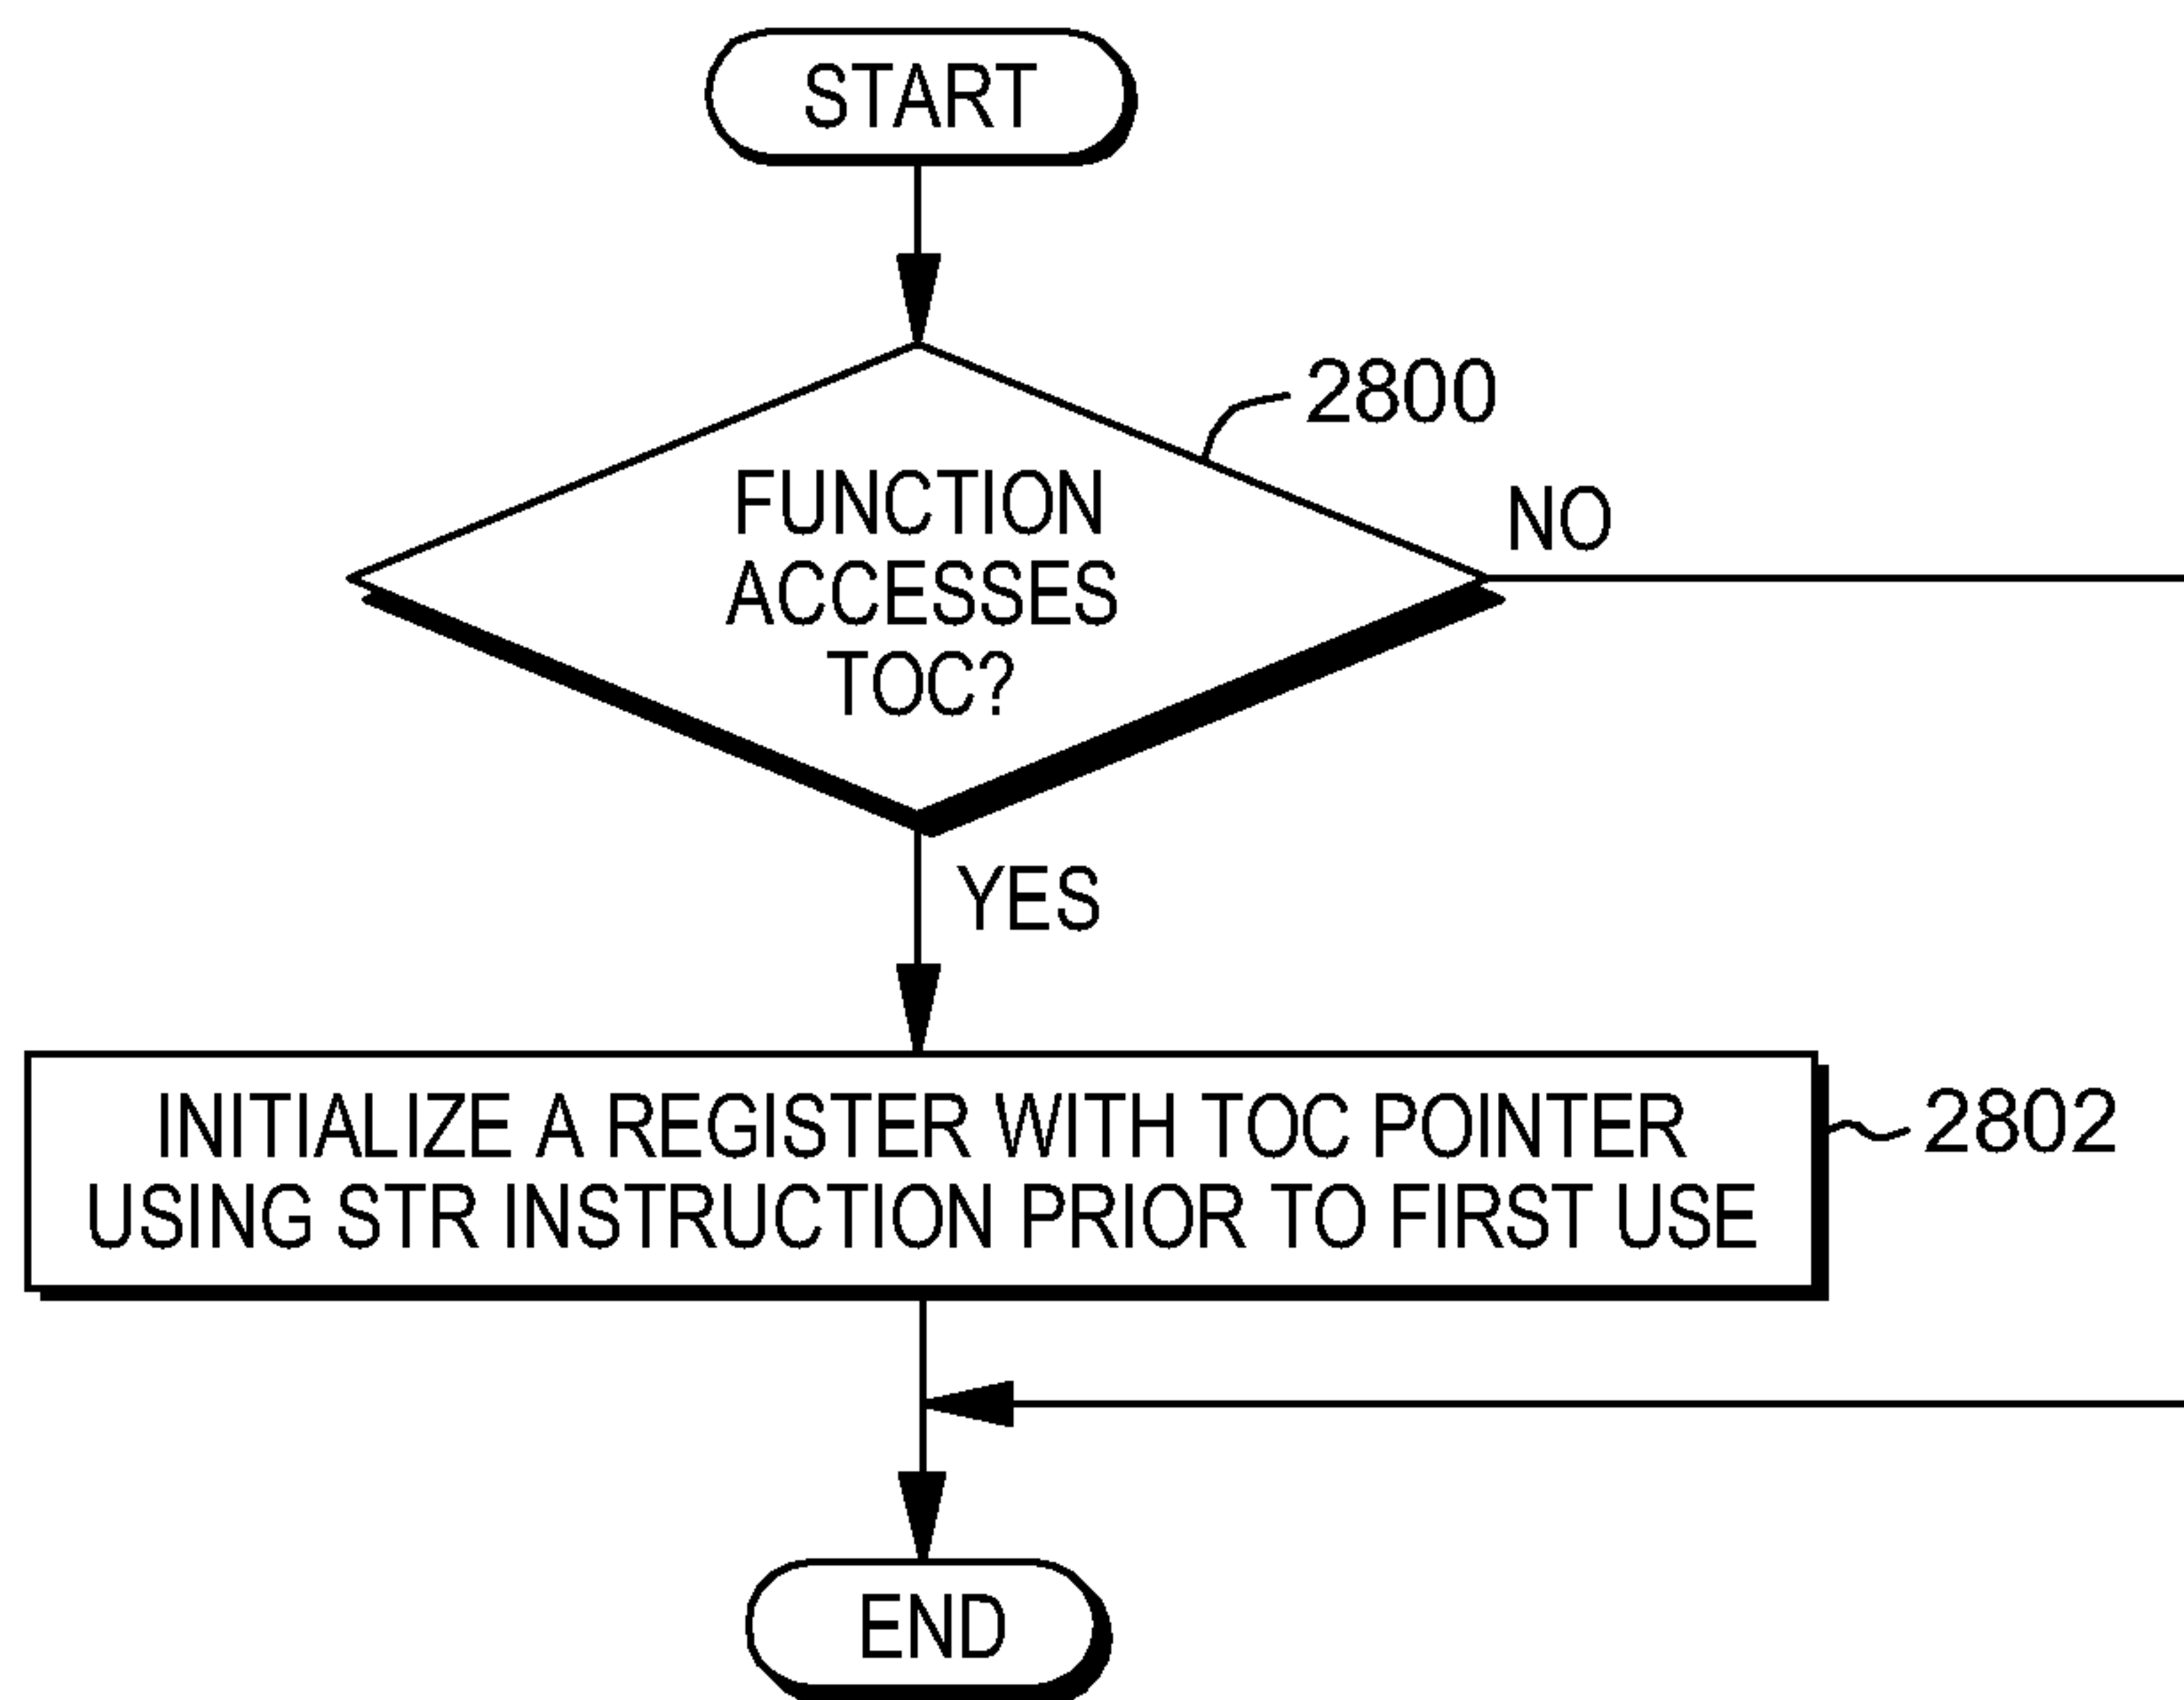 START
2800
FUNCTION
ACCESSES
TOC?
NO
YES
INITIALIZE A REGISTER WITH TOC POINTER
USING STR INSTRUCTION PRIOR TO FIRST USE
2802
END